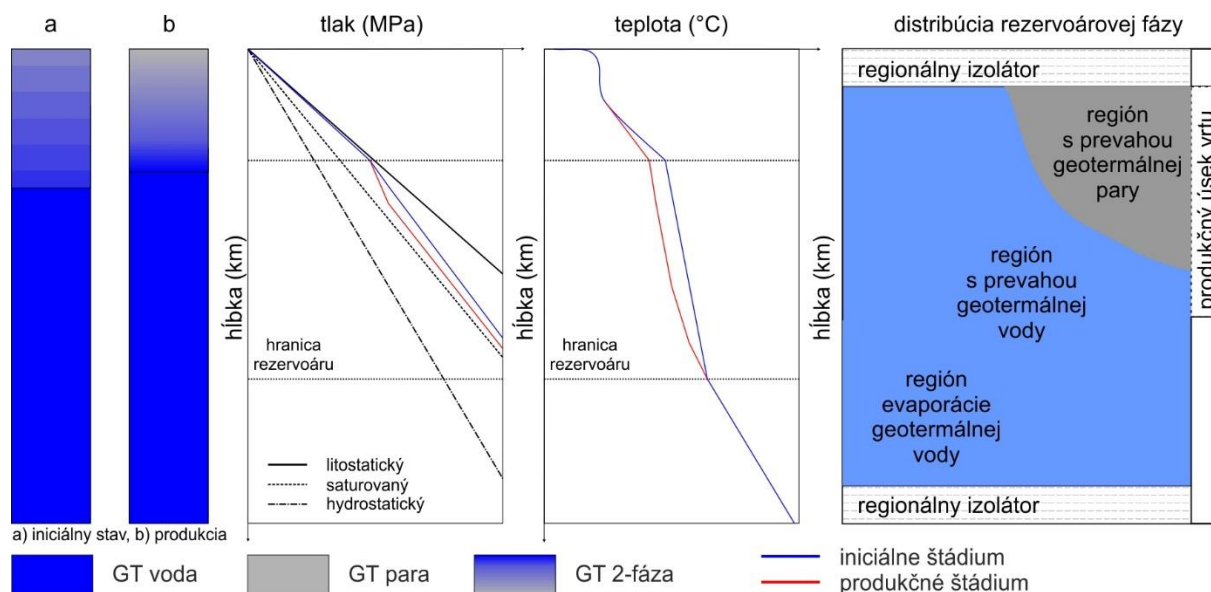 a
b
tlak (MPa)
teplota (°C)
distribúcia rezervoárovej fázy
hĺbka (km)
hranica
rezervoáru
litostatický
saturovaný
hydrostatický
hĺbka (km)
hranica
rezervoáru
hĺbka (km)
regionálny izolátor
región
s prevahou
geotermálnej
pary
región
s prevahou
geotermálnej
vody
región
evaporácie
geotermálnej
vody
regionálny izolátor
produkčný úsek vrtu
a) iniciálny stav, b) produkcia
GT voda
GT para
GT 2-fáza
iniciálne štádium
produkčné štádium